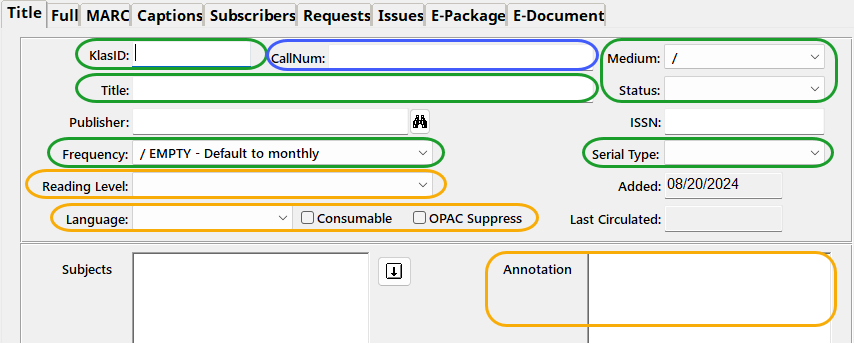 Title Full MARC Captions Subscribers Requests Issues E-Package E-Document
KlasID: CallNum: Medium: /
Title: Status:
Publisher: ISSN:
Frequency: / EMPTY - Default to monthly Serial Type:
Reading Level: Added: 08/20/2024
Language: Consumable OPAC Suppress Last Circulated:
Subjects Annotation